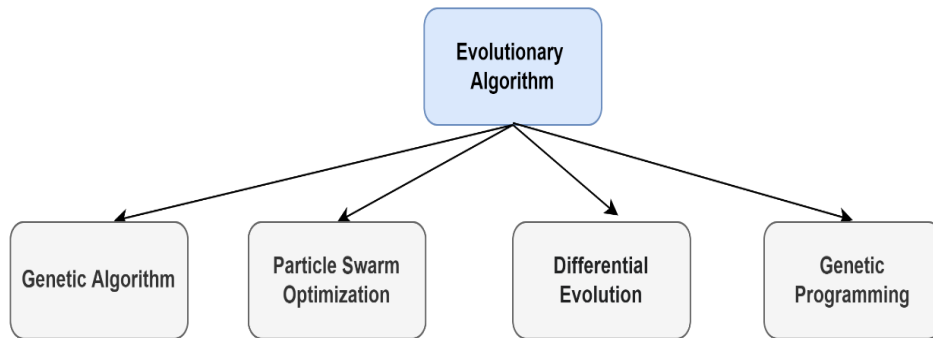 Evolutionary
Algorithm
Genetic Algorithm
Particle Swarm
Optimization
Differential
Evolution
Genetic
Programming